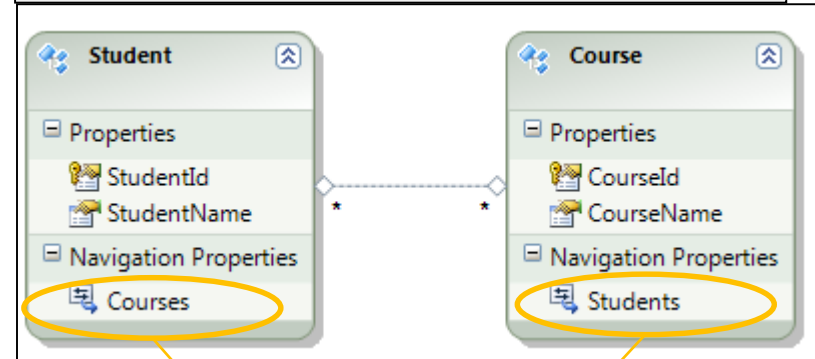 Student
Properties
StudentId
StudentName
Navigation Properties
Courses
* *
Course
Properties
CourseId
CourseName
Navigation Properties
Students